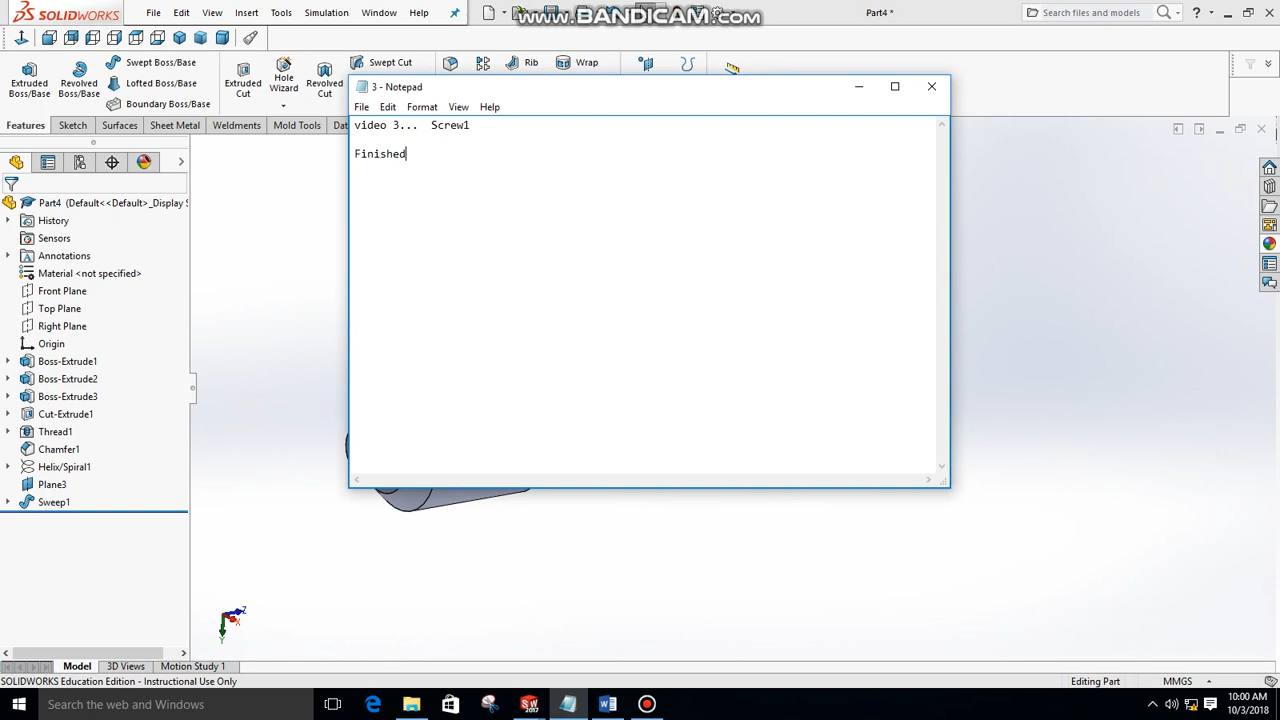 SOLIDWORKS File Edit View Insert Tools Simulation Window Help
www.BANDICAM.com
Part4 *
Search files and models
Extruded Boss/Base
Revolved Boss/Base
Swept Boss/Base
Lofted Boss/Base
Boundary Boss/Base
Extruded Cut
Hole Wizard
Revolved Cut
Swept Cut
Rib
Wrap
Features Sketch Surfaces Sheet Metal Weldments Mold Tools
3 - Notepad
File Edit Format View Help
video 3... Screw1
Finished
Part4 (Default<<Default>_Display S
History
Sensors
Annotations
Material <not specified>
Front Plane
Top Plane
Right Plane
Origin
Boss-Extrude1
Boss-Extrude2
Boss-Extrude3
Cut-Extrude1
Thread1
Chamfer1
Helix/Spiral1
Plane3
Sweep1
Z
X
Y
Model 3D Views Motion Study 1
SOLIDWORKS Education Edition - Instructional Use Only
Editing Part
MMGS
Search the web and Windows
10:00 AM
10/3/2018